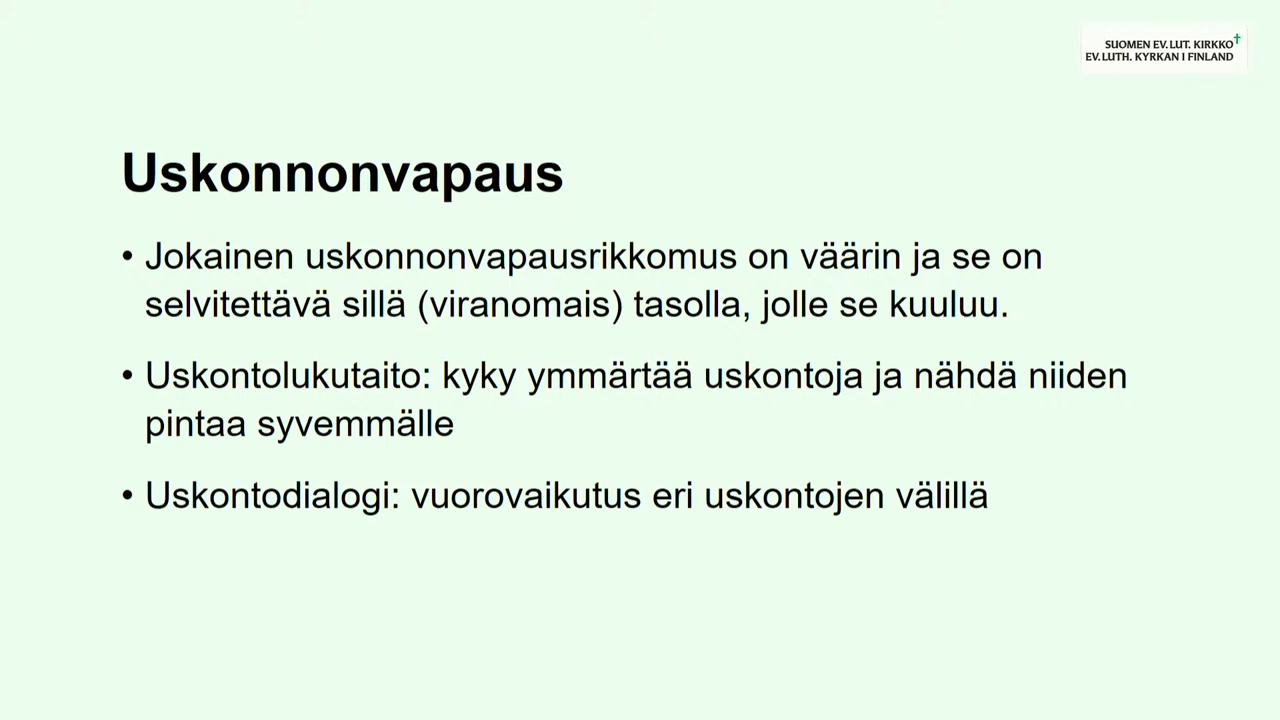 SUOMEN EV. LUT. KIRKKO
EV. LUTH. KYRKAN I FINLAND
Uskonnonvapaus
• Jokainen uskonnonvapausrikkomus on väärin ja se on
selvitettävä sillä (viranomais) tasolla, jolle se kuuluu.
• Uskontolukutaito: kyky ymmärtää uskontoja ja nähdä niiden
pintaa syvemmälle
• Uskontodialogi: vuorovaikutus eri uskontojen välillä